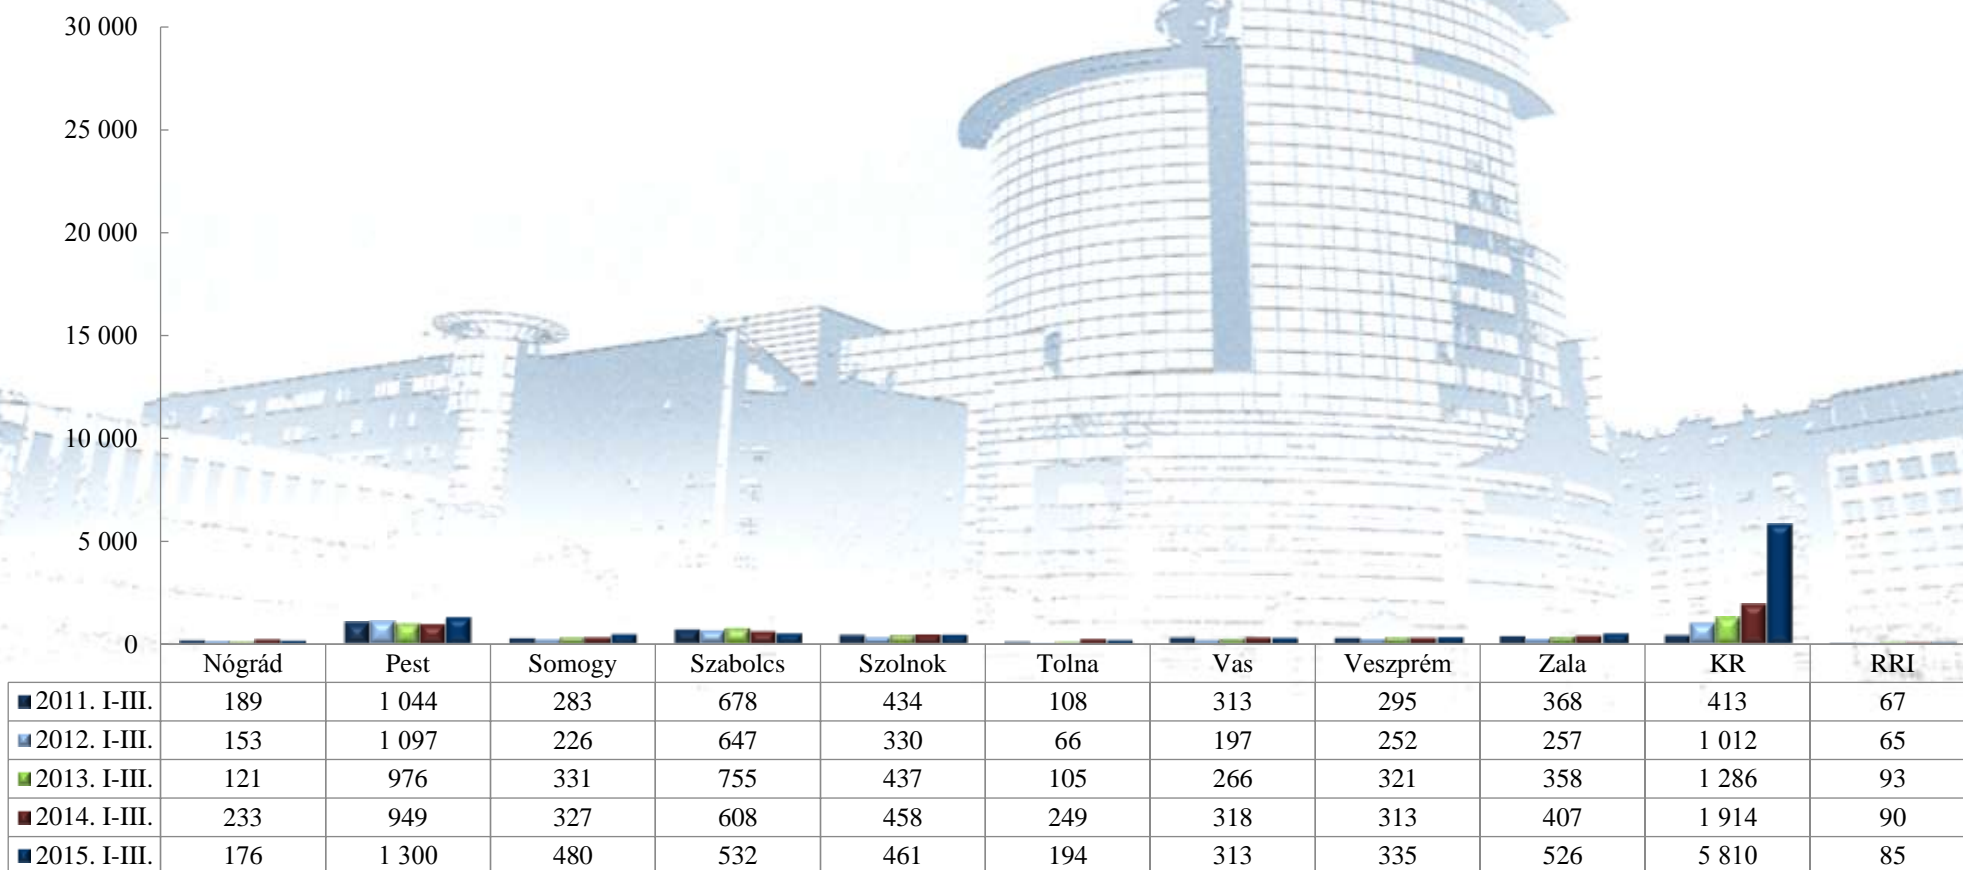 30 000
25 000
20 000
15 000
10 000
5 000
0
Nógrád Pest Somogy Szabolcs Szolnok Tolna Vas Veszprém Zala KR RRI
2011. I-III. 189 1 044 283 678 434 108 313 295 368 413 67
2012. I-III. 153 1 097 226 647 330 66 197 252 257 1 012 65
2013. I-III. 121 976 331 755 437 105 266 321 358 1 286 93
2014. I-III. 233 949 327 608 458 249 318 313 407 1 914 90
2015. I-III. 176 1 300 480 532 461 194 313 335 526 5 810 85